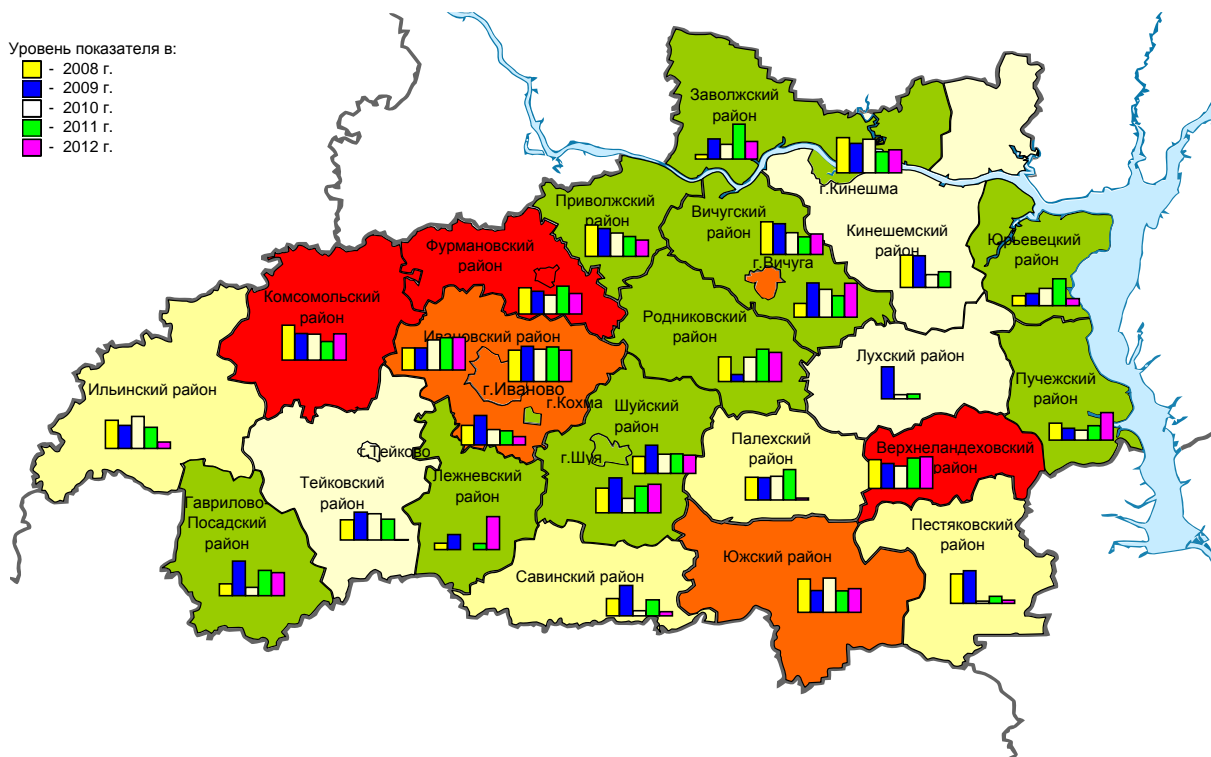 Уровень показателя в:
- 2008 г.
- 2009 г.
- 2010 г.
- 2011 г.
- 2012 г.
Заволжский
район
г.Кинешма
Приволжский
район
Вичугский
район
Кинешемский
район
Юрьевецкий
район
Фурмановский
район
г.Вичуга
Комсомольский
район
Родниковский
район
Ивановский район
Лухский район
Ильинский район
г.Иваново
г.Кохма
Пучежский
район
Шуйский
район
Палехский
район
Верхнеландеховский
район
г.Тейково
г.Шуя
Тейковский
район
Лежневский
район
Гаврилово-
Посадский
район
Пестяковский
район
Савинский район
Южский район